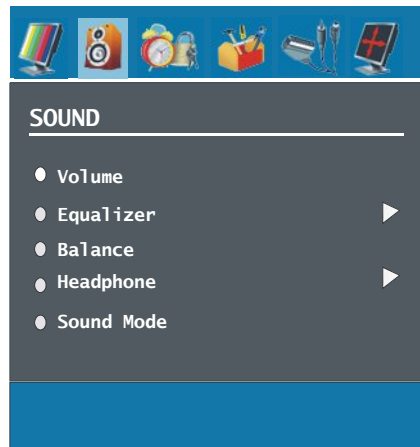 SOUND
Volume
Equalizer
Balance
Headphone
Sound Mode